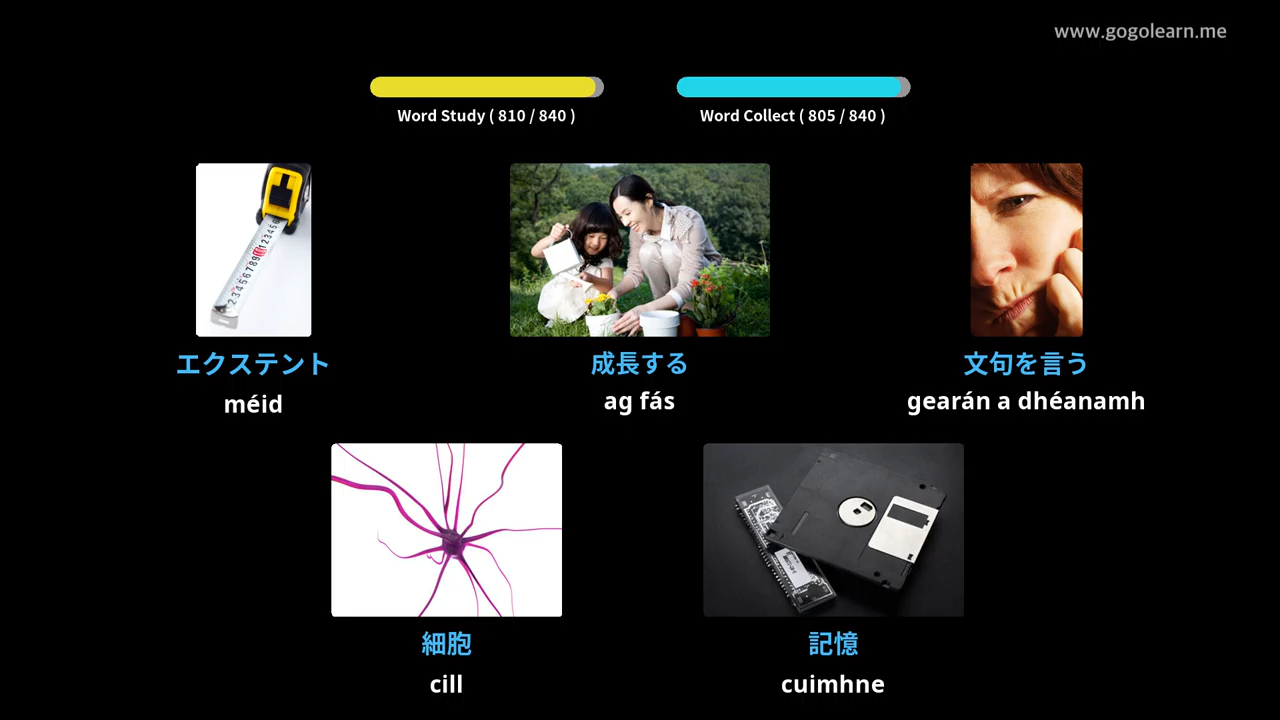 www.gogolearn.me
Word Study ( 810 / 840 )
Word Collect ( 805 / 840 )
エクステント
méid
成長する
ag fás
文句を言う
gearán a dhéanamh
細胞
cill
記憶
cuimhne